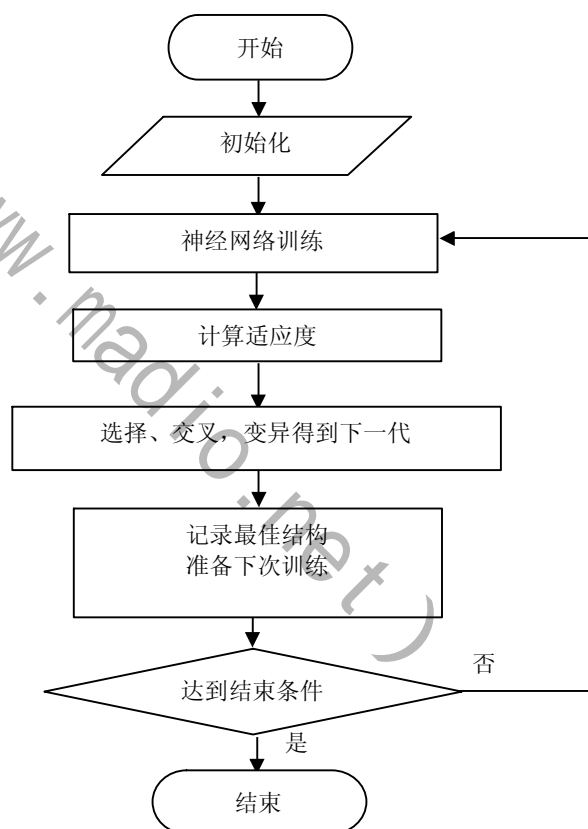 开始
初始化
神经网络训练
计算适应度
选择、交叉，变异得到下一代
记录最佳结构
准备下次训练
达到结束条件
否
是
结束
w.madio.net)